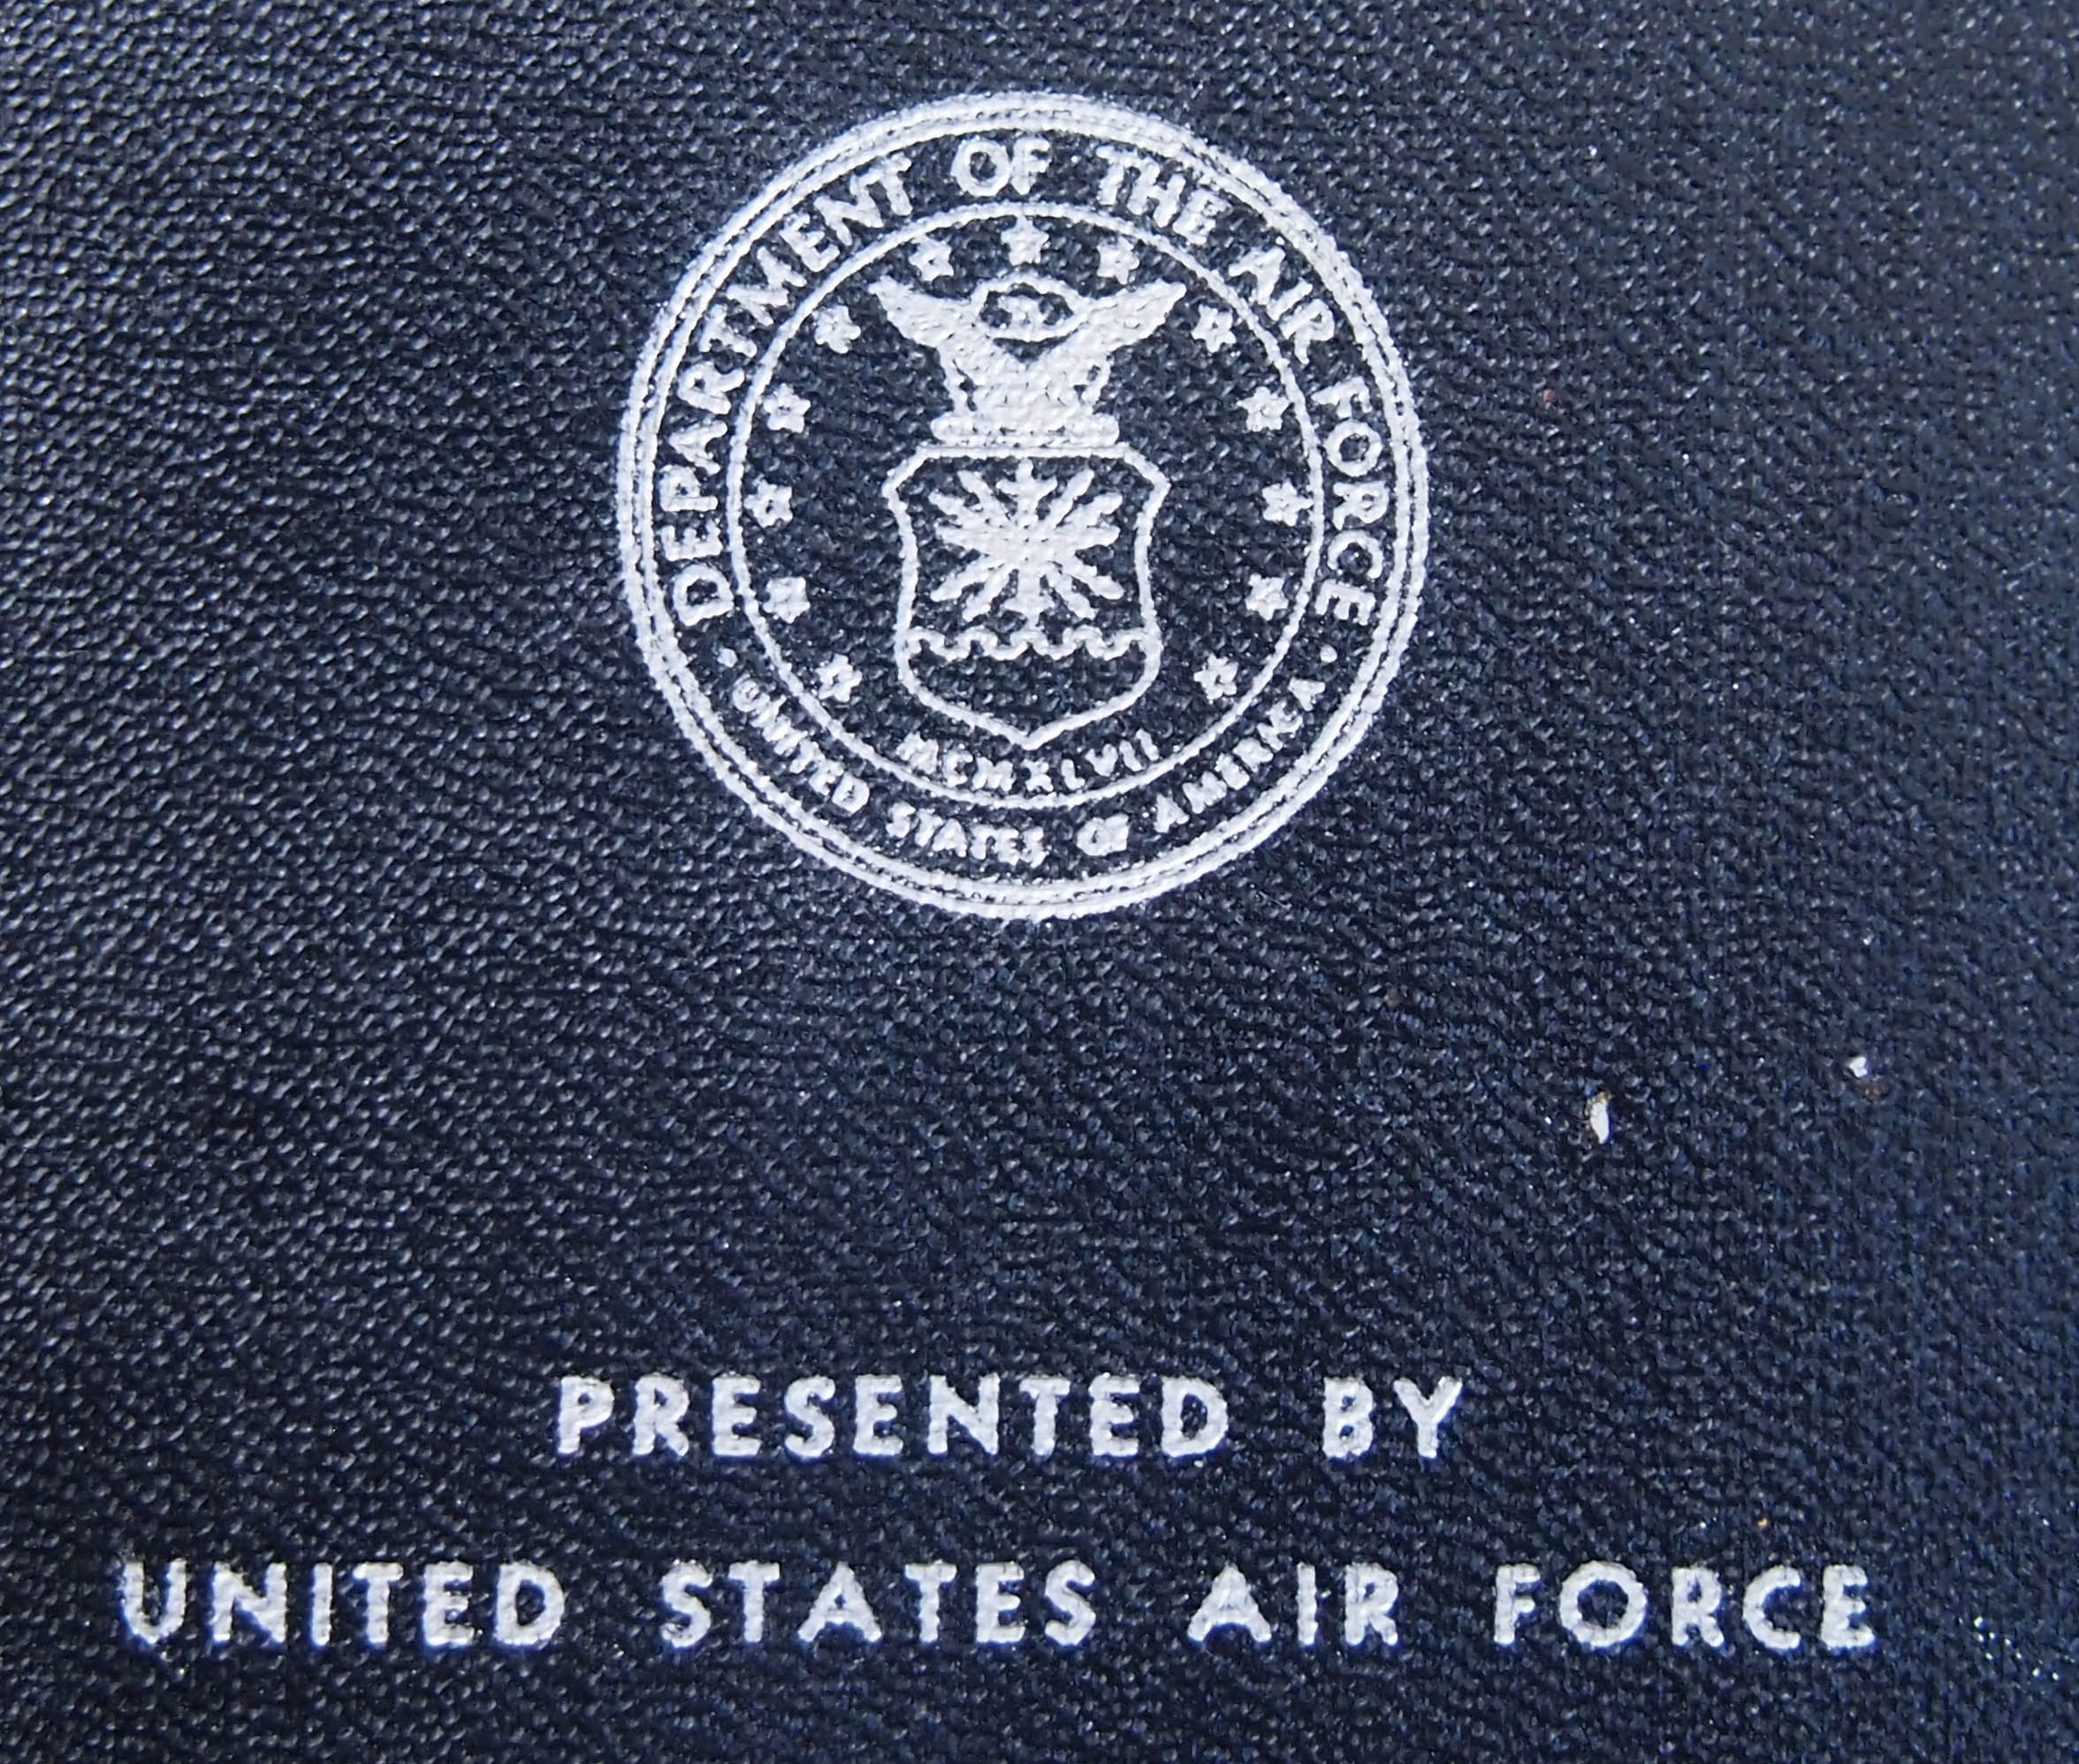 DEPARTMENT OF THE AIR FORCE
MCMXLVII
· UNITED STATES OF AMERICA ·
PRESENTED BY
UNITED STATES AIR FORCE